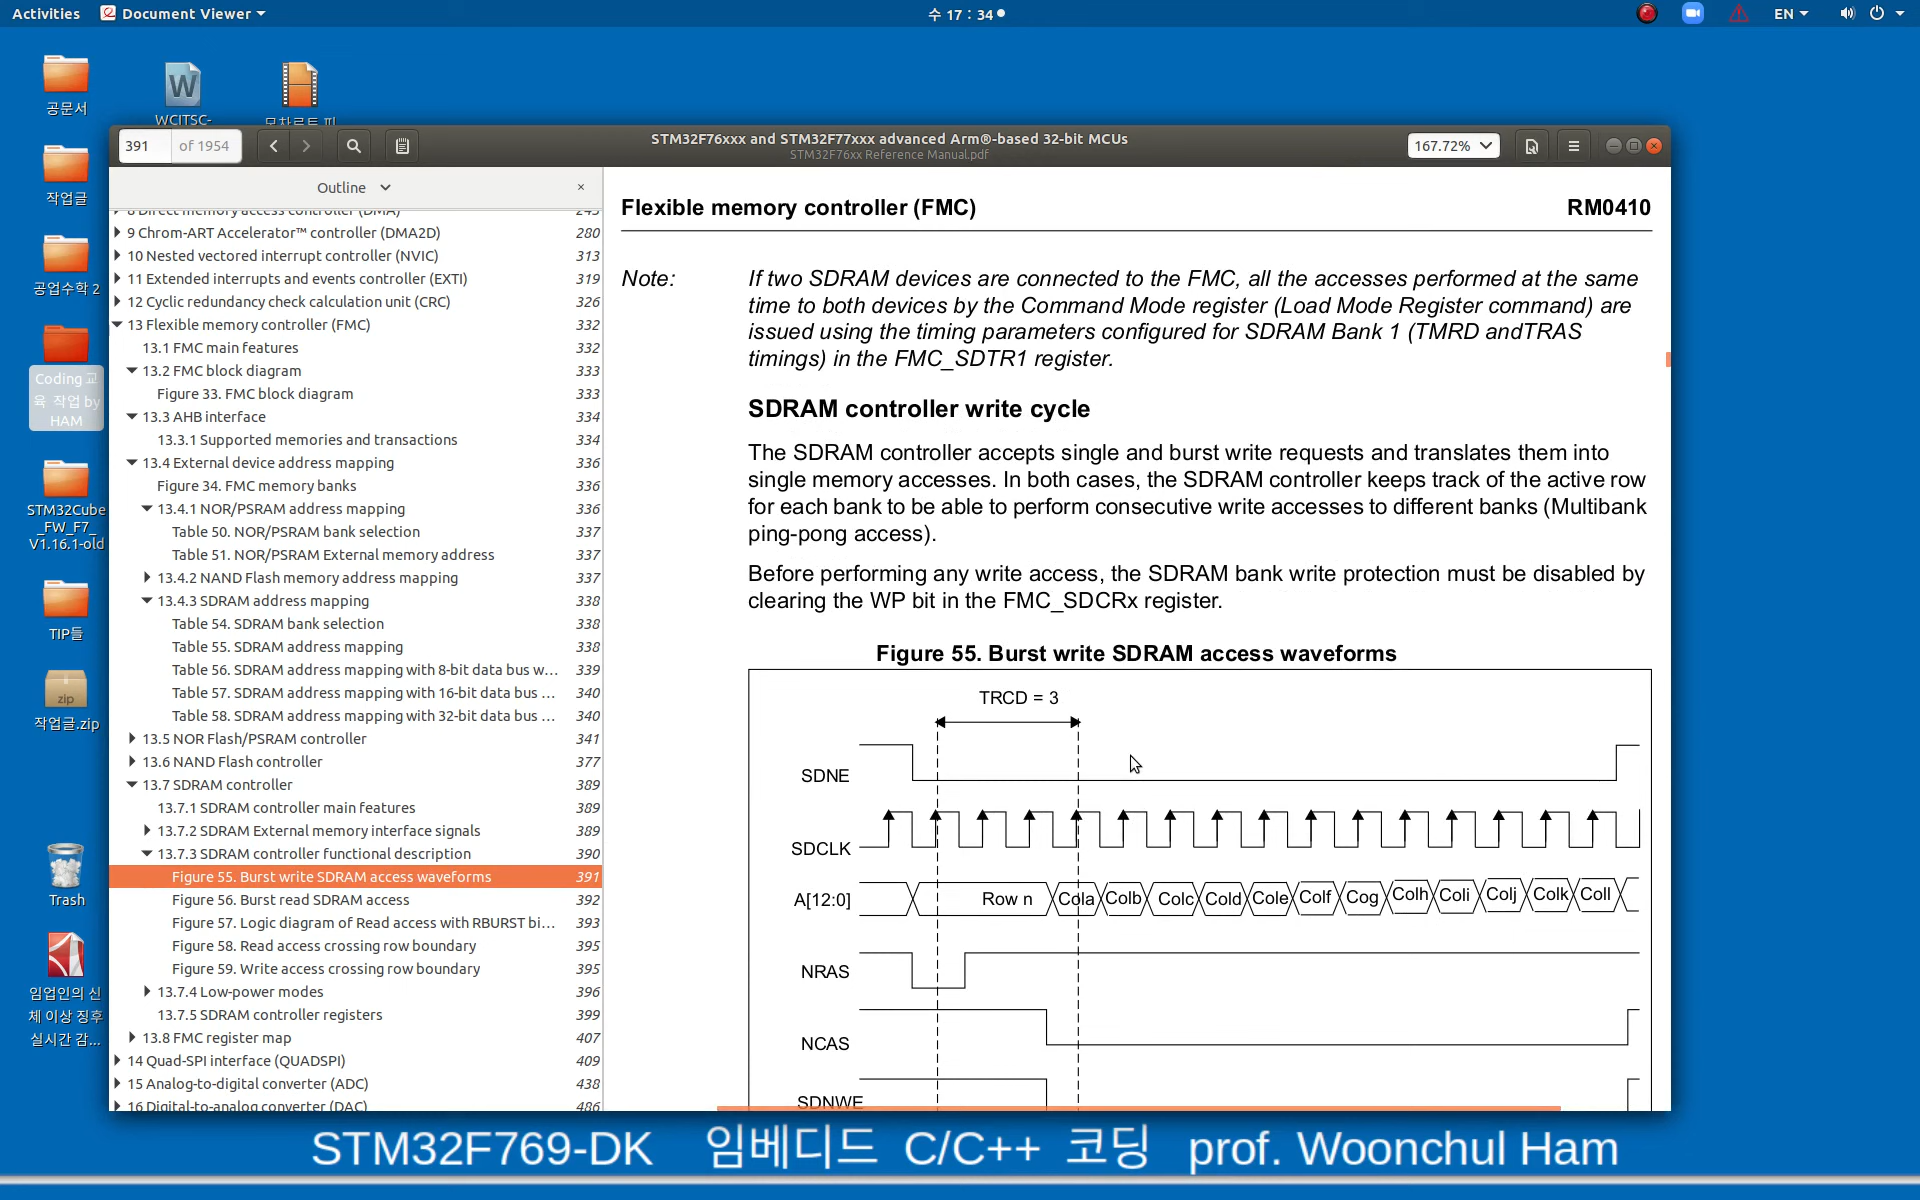 Activities
Document Viewer
수 17 : 34
EN
공문서
작업글
공업수학 2
Coding교
육 작업 by
HAM
STM32Cube
_FW_F7_
V1.16.1-old
TIP들
zip
작업글.zip
Trash
임업인의 신
체 이상 징후
실시간 감...
W
WCITSC-
391 of 1954
STM32F76xxx and STM32F77xxx advanced Arm®-based 32-bit MCUs
STM32F76xx Reference Manual.pdf
167.72%
Outline
8 Direct memory access controller (DMA) 245
9 Chrom-ART Accelerator™ controller (DMA2D) 280
10 Nested vectored interrupt controller (NVIC) 313
11 Extended interrupts and events controller (EXTI) 319
12 Cyclic redundancy check calculation unit (CRC) 326
13 Flexible memory controller (FMC) 332
13.1 FMC main features 332
13.2 FMC block diagram 333
Figure 33. FMC block diagram 333
13.3 AHB interface 334
13.3.1 Supported memories and transactions 334
13.4 External device address mapping 336
Figure 34. FMC memory banks 336
13.4.1 NOR/PSRAM address mapping 336
Table 50. NOR/PSRAM bank selection 337
Table 51. NOR/PSRAM External memory address 337
13.4.2 NAND Flash memory address mapping 337
13.4.3 SDRAM address mapping 338
Table 54. SDRAM bank selection 338
Table 55. SDRAM address mapping 338
Table 56. SDRAM address mapping with 8-bit data bus w... 339
Table 57. SDRAM address mapping with 16-bit data bus ... 340
Table 58. SDRAM address mapping with 32-bit data bus ... 340
13.5 NOR Flash/PSRAM controller 341
13.6 NAND Flash controller 377
13.7 SDRAM controller 389
13.7.1 SDRAM controller main features 389
13.7.2 SDRAM External memory interface signals 389
13.7.3 SDRAM controller functional description 390
Figure 55. Burst write SDRAM access waveforms 391
Figure 56. Burst read SDRAM access 392
Figure 57. Logic diagram of Read access with RBURST bi... 393
Figure 58. Read access crossing row boundary 395
Figure 59. Write access crossing row boundary 395
13.7.4 Low-power modes 396
13.7.5 SDRAM controller registers 399
13.8 FMC register map 407
14 Quad-SPI interface (QUADSPI) 409
15 Analog-to-digital converter (ADC) 438
16 Digital-to-analog converter (DAC) 486
Flexible memory controller (FMC) RM0410
Note: If two SDRAM devices are connected to the FMC, all the accesses performed at the same
time to both devices by the Command Mode register (Load Mode Register command) are
issued using the timing parameters configured for SDRAM Bank 1 (TMRD andTRAS
timings) in the FMC_SDTR1 register.
SDRAM controller write cycle
The SDRAM controller accepts single and burst write requests and translates them into
single memory accesses. In both cases, the SDRAM controller keeps track of the active row
for each bank to be able to perform consecutive write accesses to different banks (Multibank
ping-pong access).
Before performing any write access, the SDRAM bank write protection must be disabled by
clearing the WP bit in the FMC_SDCRx register.
Figure 55. Burst write SDRAM access waveforms
TRCD = 3
SDNE
SDCLK
A[12:0] Row n Cola Colb Colc Cold Cole Colf Cog Colh Coli Colj Colk Coll
NRAS
NCAS
SDNWE
STM32F769-DK 임베디드 C/C++ 코딩 prof. Woonchul Ham